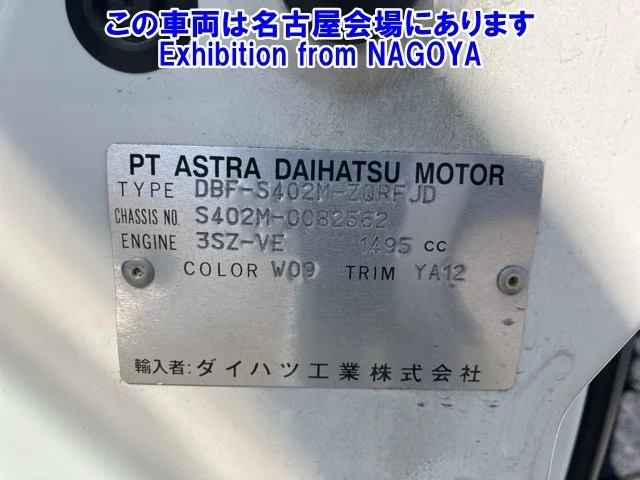 この車両は名古屋会場にあります
Exhibition from NAGOYA
PT ASTRA DAIHATSU MOTOR
TYPE DBF-S402M-ZQRFJD
CHASSIS NO. S402M-0082562
ENGINE 3SZ-VE 1495 CC
COLOR W09 TRIM YA12
輸入者: ダイハツ工業株式会社